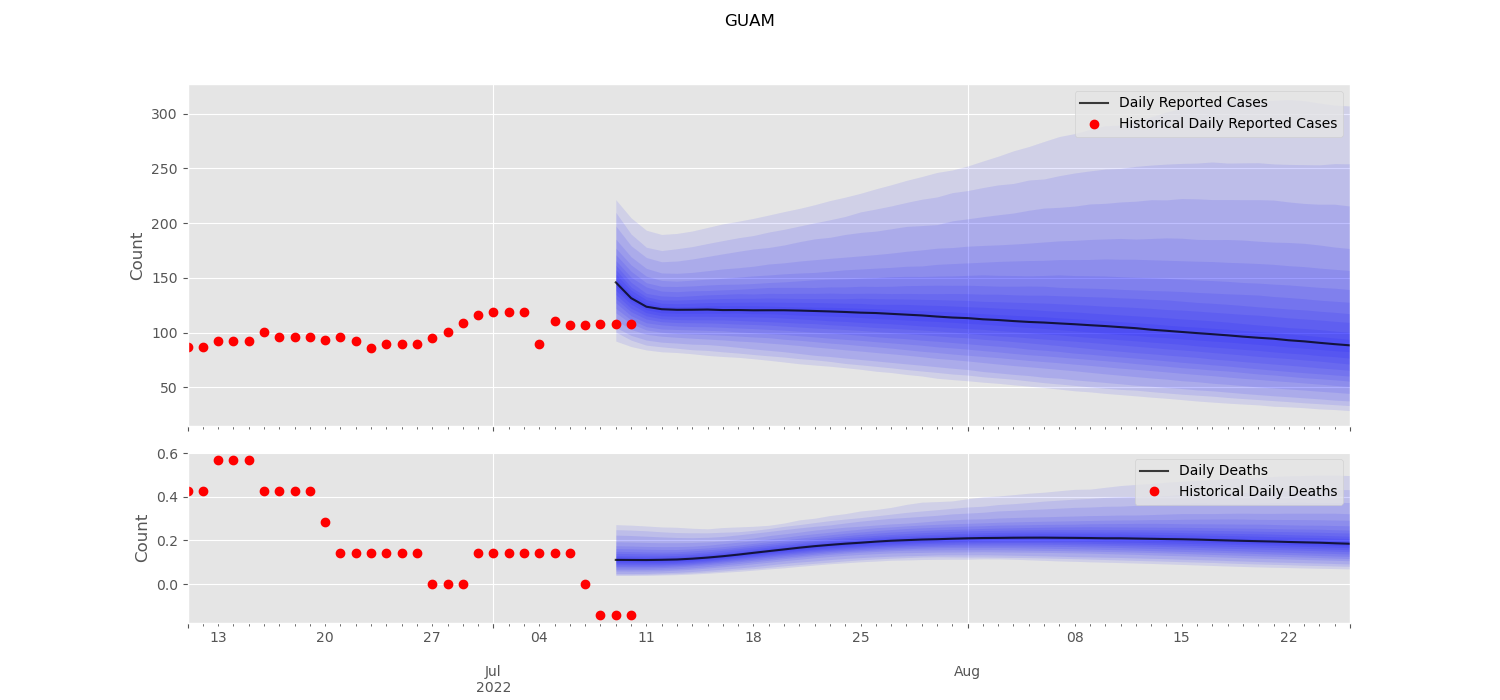 GUAM
300
250
200
150
100
50
Count
Daily Reported Cases
Historical Daily Reported Cases
0.6
0.4
0.2
0.0
Count
Daily Deaths
Historical Daily Deaths
13 20 27 04 11 18 25 08 15 22
Jul Aug
2022